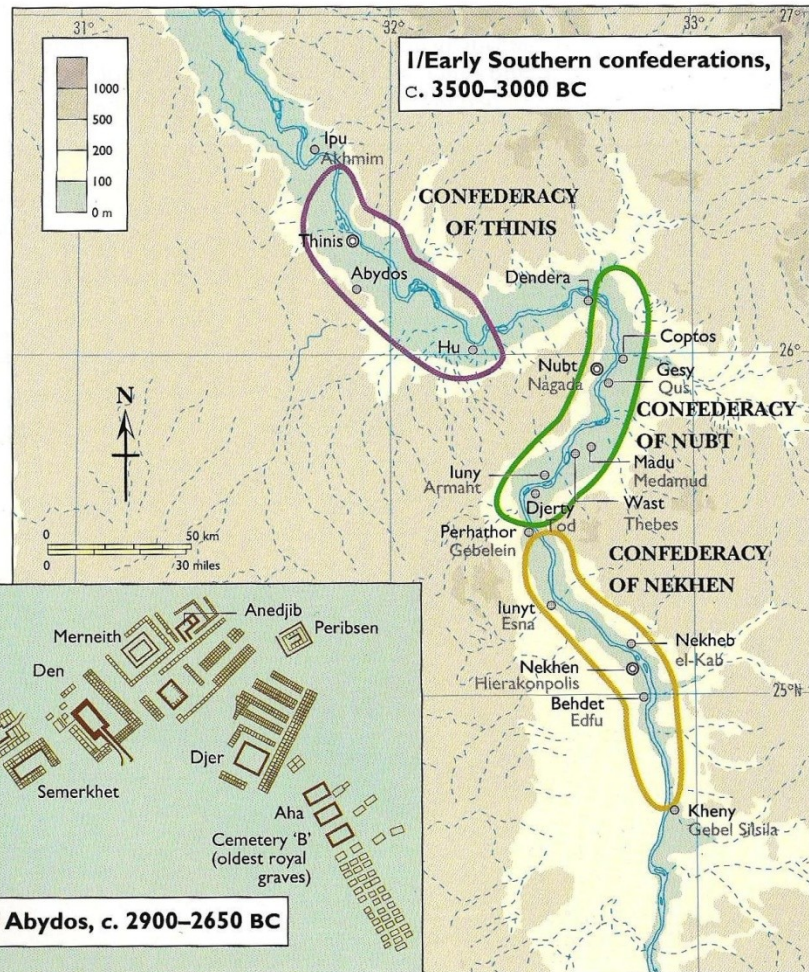 31°
32°
33°
27°
1/Early Southern confederations,
c. 3500–3000 BC
1000
500
200
100
0 m
Ipu
Akhmim
CONFEDERACY
OF THINIS
Thinis
Abydos
Dendera
Hu
Coptos
26°
Nubt
Nagada
Gesy
Qus
N
CONFEDERACY
OF NUBT
Iuny
Armaht
Madu
Medamud
Djerty
Tod
Wast
Thebes
50 km
0
30 miles
Perhathor
Gebelein
CONFEDERACY
OF NEKHEN
Iunyt
Esna
Nekheb
el-Kab
Nekhen
Hierakonpolis
Behdet
Edfu
25°N
Kheny
Gebel Silsila
Anedjib
Merneith
Peribsen
Den
Djer
Semerkhet
Aha
Cemetery 'B'
(oldest royal
graves)
Abydos, c. 2900–2650 BC